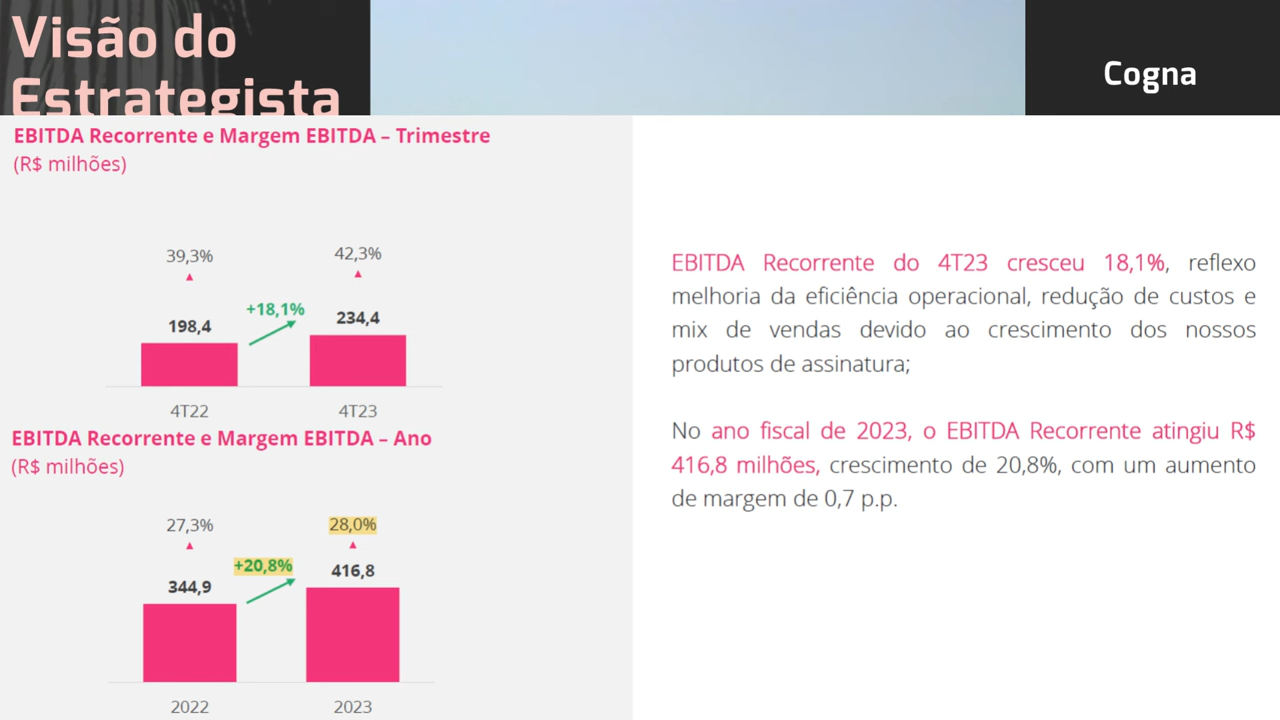 Visão do
Estrategista
Cogna
EBITDA Recorrente e Margem EBITDA – Trimestre
(R$ milhões)
39,3%
42,3%
+18,1%
198,4
234,4
4T22
4T23
EBITDA Recorrente e Margem EBITDA – Ano
(R$ milhões)
27,3%
28,0%
+20,8%
344,9
416,8
2022
2023
EBITDA Recorrente do 4T23 cresceu 18,1%, reflexo
melhoria da eficiência operacional, redução de custos e
mix de vendas devido ao crescimento dos nossos
produtos de assinatura;
No ano fiscal de 2023, o EBITDA Recorrente atingiu R$
416,8 milhões, crescimento de 20,8%, com um aumento
de margem de 0,7 p.p.